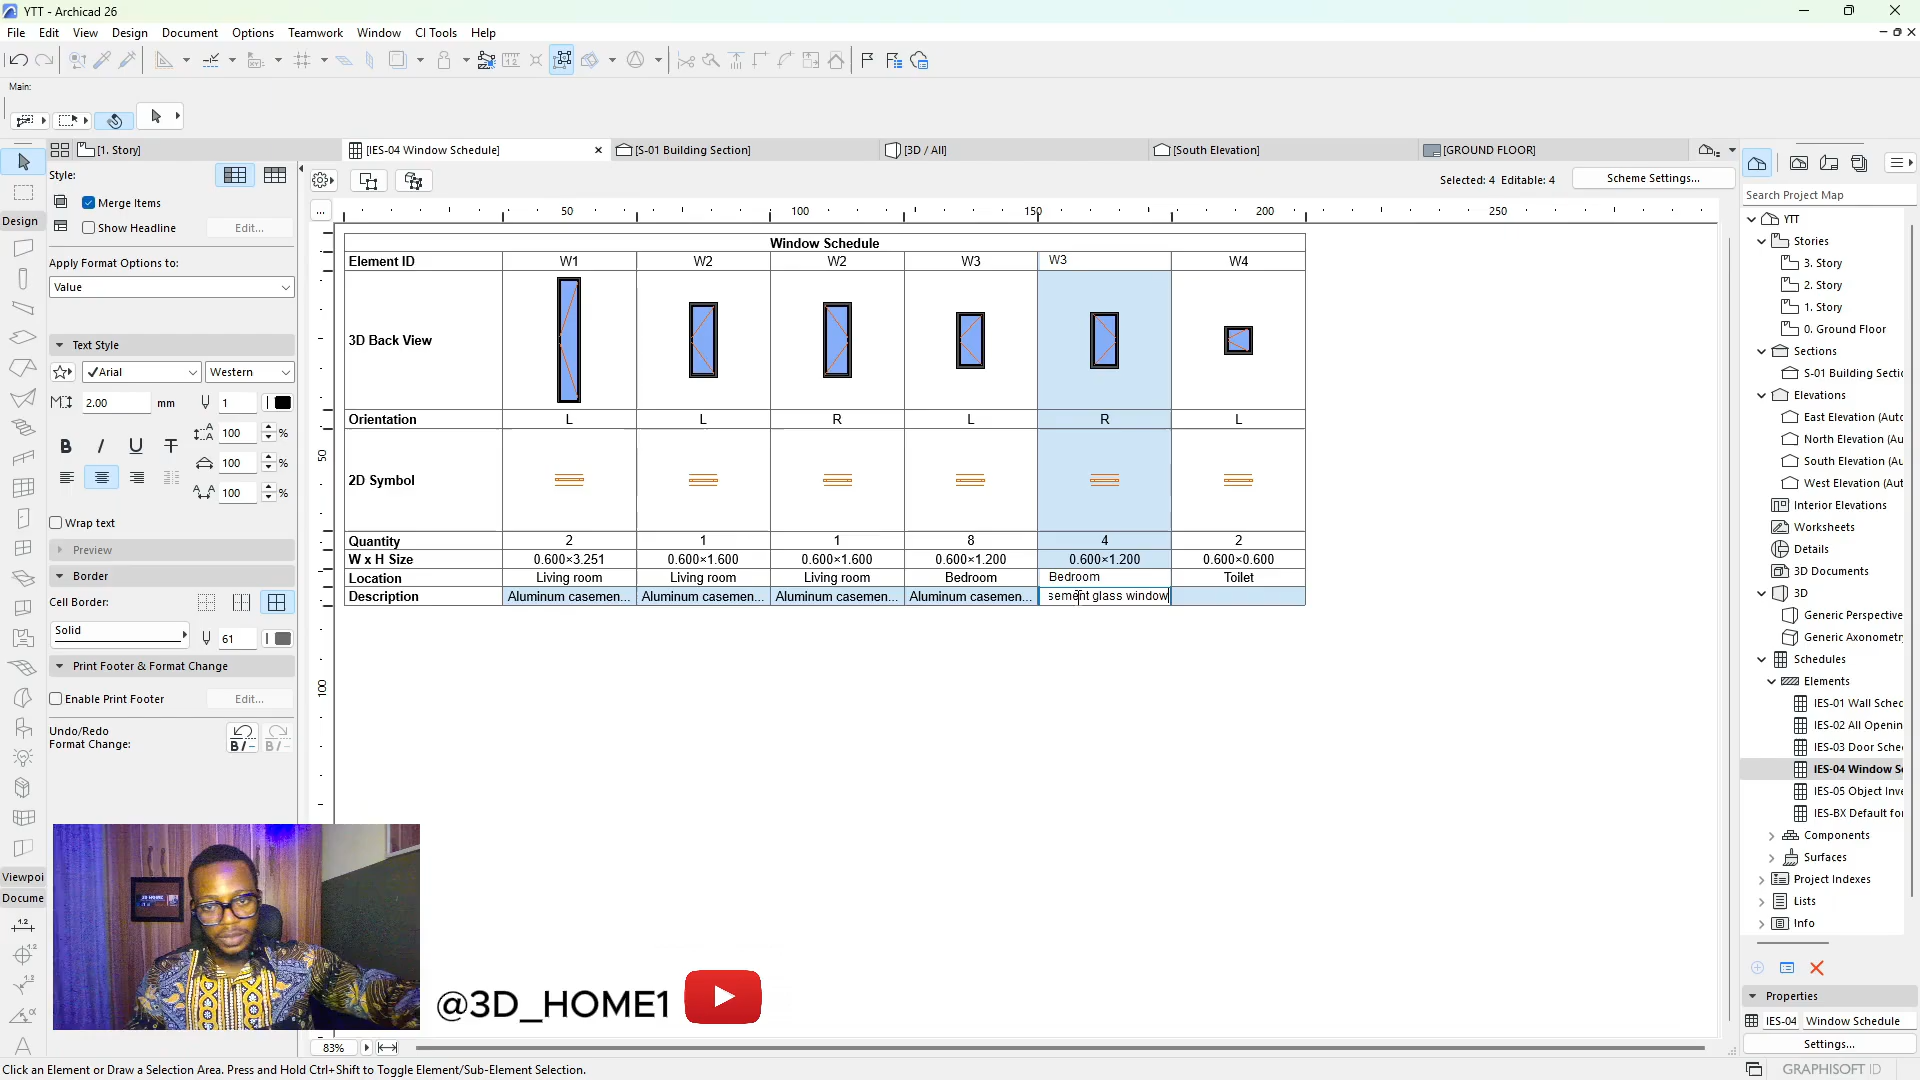 YTT - Archicad 26
File Edit View Design Document Options Teamwork Window CI Tools Help
Main:
[1. Story] [IES-04 Window Schedule] [S-01 Building Section] [3D / All] [South Elevation] [GROUND FLOOR]
Style:
Merge Items
Show Headline Edit...
Apply Format Options to:
Value
Text Style
Arial Western
2.00 mm 1
100 %
B I U T
100 %
100 %
Wrap text
Preview
Border
Cell Border:
Solid 61
Print Footer & Format Change
Enable Print Footer Edit...
Undo/Redo
Format Change:
Selected: 4 Editable: 4 Scheme Settings...
50 100 150 200 250
50
100
Window Schedule
Element ID W1 W2 W2 W3 W3 W4
3D Back View
Orientation L L R L R L
2D Symbol
Quantity 2 1 1 8 4 2
W x H Size 0.600×3.251 0.600×1.600 0.600×1.600 0.600×1.200 0.600×1.200 0.600×0.600
Location Living room Living room Living room Bedroom Bedroom Toilet
Description Aluminum casemen... Aluminum casemen... Aluminum casemen... Aluminum casemen... sement glass window
Design
Viewpoi
Docume
Search Project Map
YTT
Stories
3. Story
2. Story
1. Story
0. Ground Floor
Sections
S-01 Building Sectio
Elevations
East Elevation (Auto
North Elevation (Au
South Elevation (Au
West Elevation (Aut
Interior Elevations
Worksheets
Details
3D Documents
3D
Generic Perspective
Generic Axonometr
Schedules
Elements
IES-01 Wall Sched
IES-02 All Openin
IES-03 Door Sche
IES-04 Window Sc
IES-05 Object Inve
IES-BX Default for
Components
Surfaces
Project Indexes
Lists
Info
Properties
IES-04 Window Schedule
Settings...
@3D_HOME1
83%
Click an Element or Draw a Selection Area. Press and Hold Ctrl+Shift to Toggle Element/Sub-Element Selection.
GRAPHISOFT ID